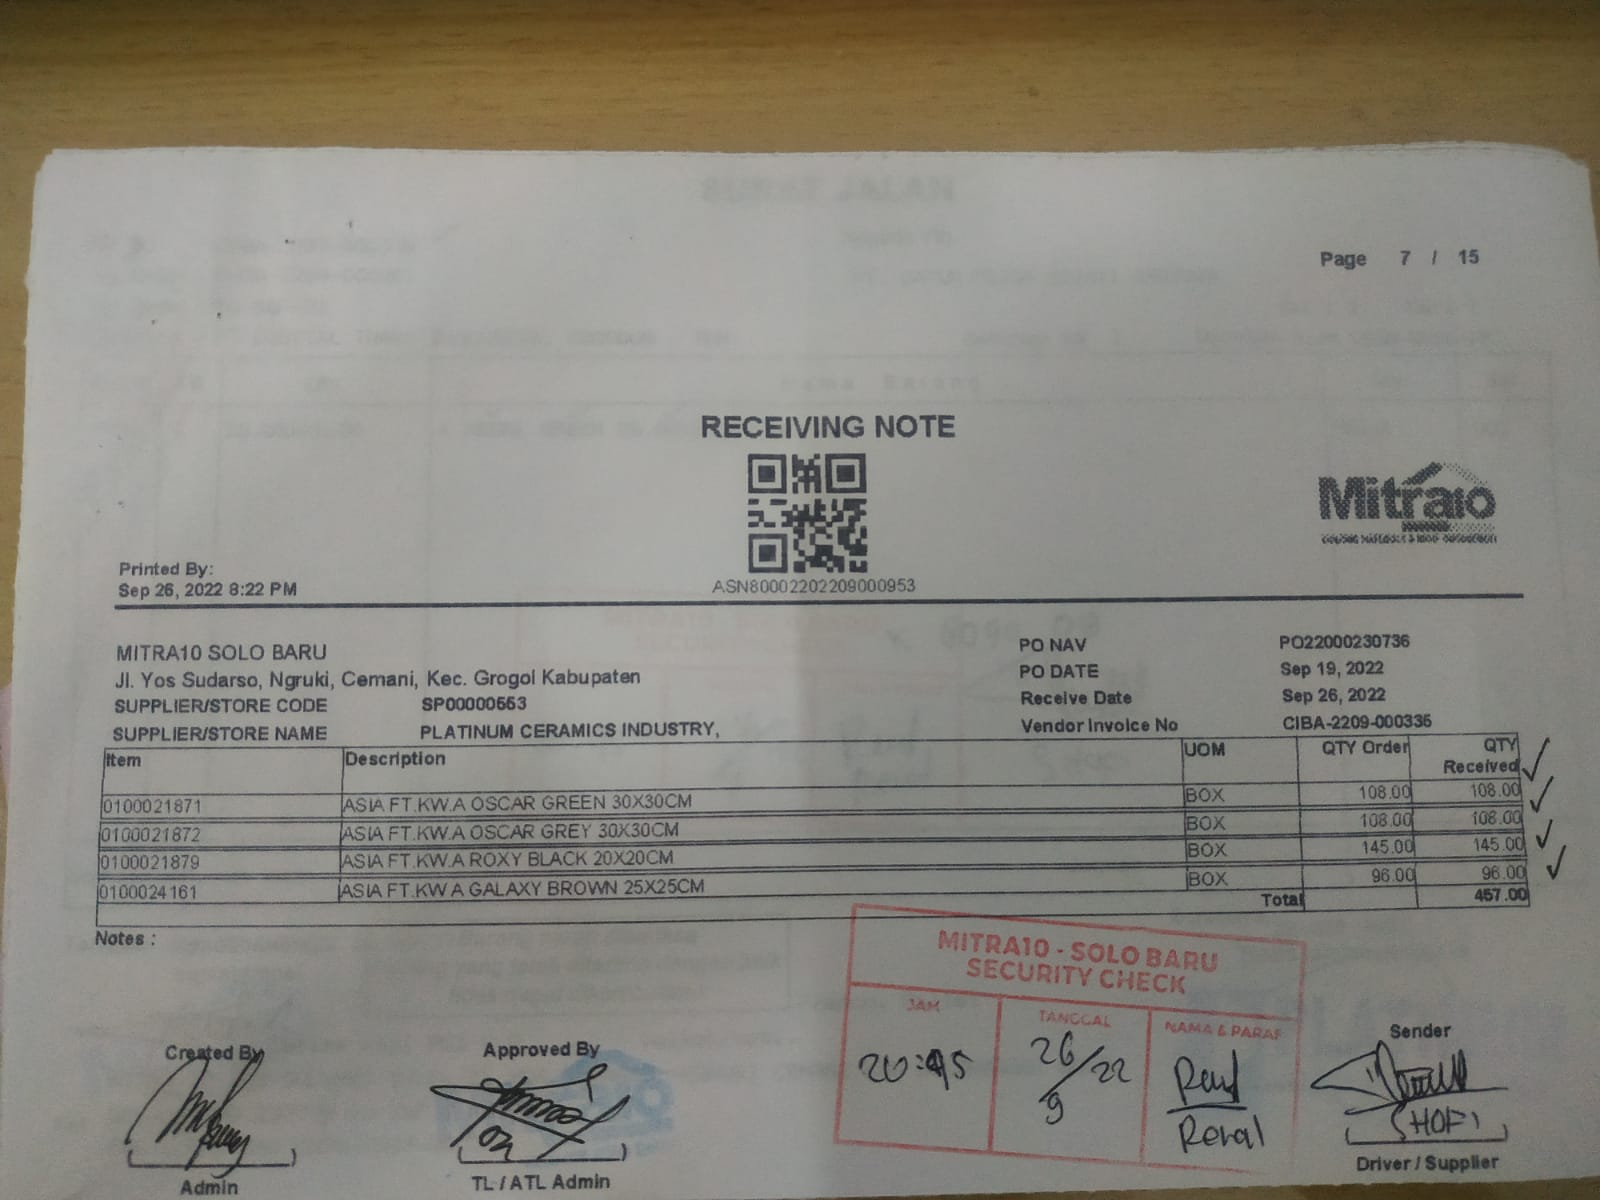 Page 7 / 15
RECEIVING NOTE
Mitra10
ASN80002202209000953
Printed By:
Sep 26, 2022 8:22 PM
MITRA10 SOLO BARU
Jl. Yos Sudarso, Ngruki, Cemani, Kec. Grogol Kabupaten
SUPPLIER/STORE CODE SP00000553
SUPPLIER/STORE NAME PLATINUM CERAMICS INDUSTRY,
PO NAV PO22000230736
PO DATE Sep 19, 2022
Receive Date Sep 26, 2022
Vendor Invoice No CIBA-2209-000336
Item Description UOM QTY Order QTY Received
0100021871 ASIA FT.KW.A OSCAR GREEN 30X30CM BOX 108.00 108.00
0100021872 ASIA FT.KW.A OSCAR GREY 30X30CM BOX 108.00 108.00
0100021879 ASIA FT.KW.A ROXY BLACK 20X20CM BOX 145.00 145.00
0100024161 ASIA FT.KW A GALAXY BROWN 25X25CM BOX 96.00 96.00
Total 457.00
Notes :
MITRA10 - SOLO BARU
SECURITY CHECK
JAM TANGGAL NAMA & PARAF
20:45 26/9 22
Renal
Created By
Admin
Approved By
TL / ATL Admin
Sender
SHOFI
Driver / Supplier